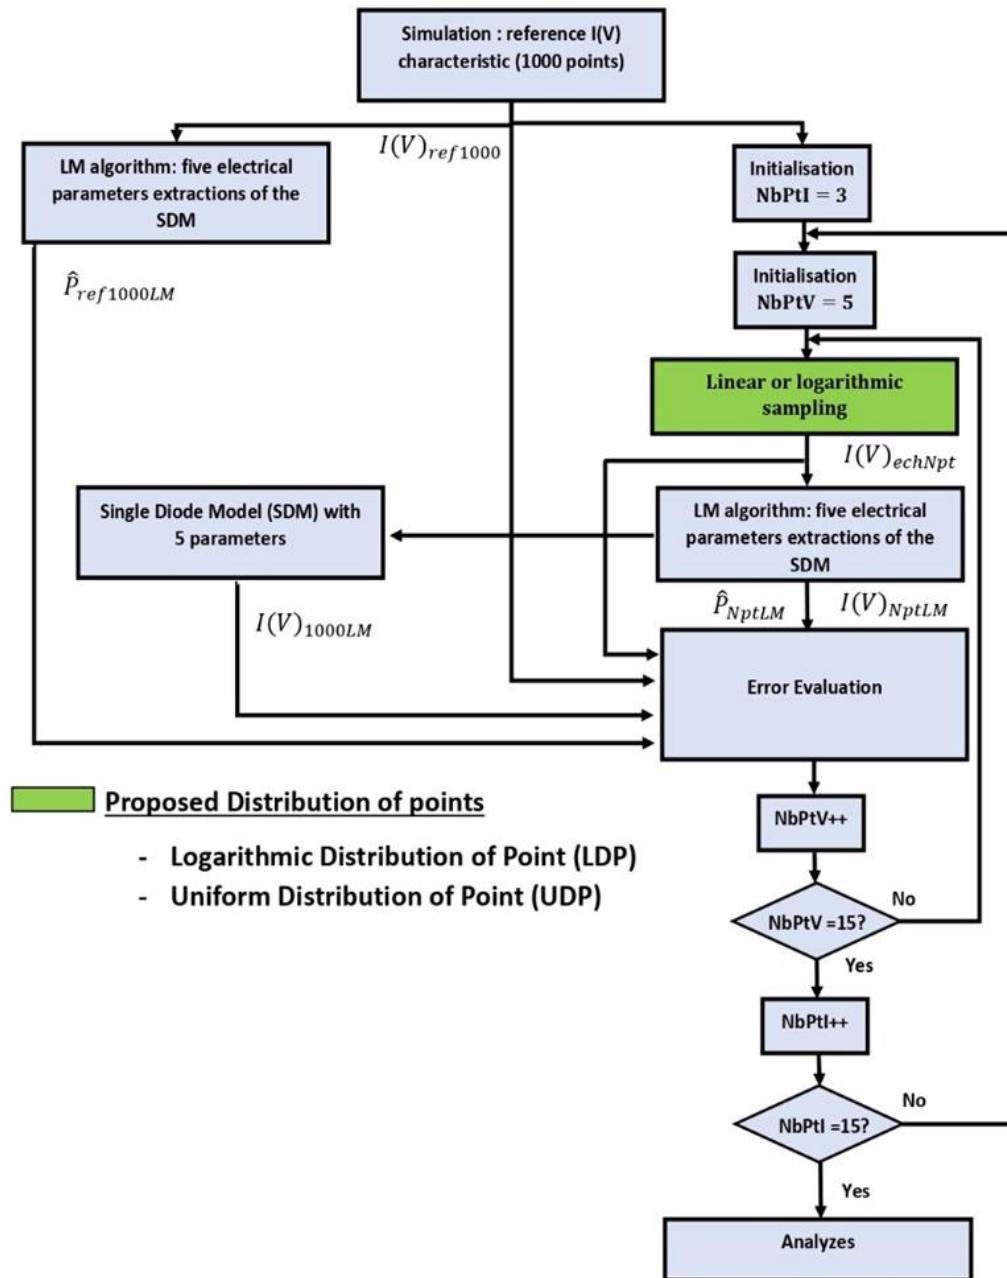 Simulation : reference I(V)
characteristic (1000 points)
I(V)ref1000
LM algorithm: five electrical
parameters extractions of the
SDM
P̂ref1000LM
Initialisation
NbPtI = 3
Initialisation
NbPtV = 5
Linear or logarithmic
sampling
I(V)echNpt
Single Diode Model (SDM) with
5 parameters
LM algorithm: five electrical
parameters extractions of the
SDM
I(V)1000LM
P̂NptLM I(V)NptLM
Error Evaluation
Proposed Distribution of points
- Logarithmic Distribution of Point (LDP)
- Uniform Distribution of Point (UDP)
NbPtV++
NbPtV =15?
No
Yes
NbPtI++
NbPtI =15?
No
Yes
Analyzes